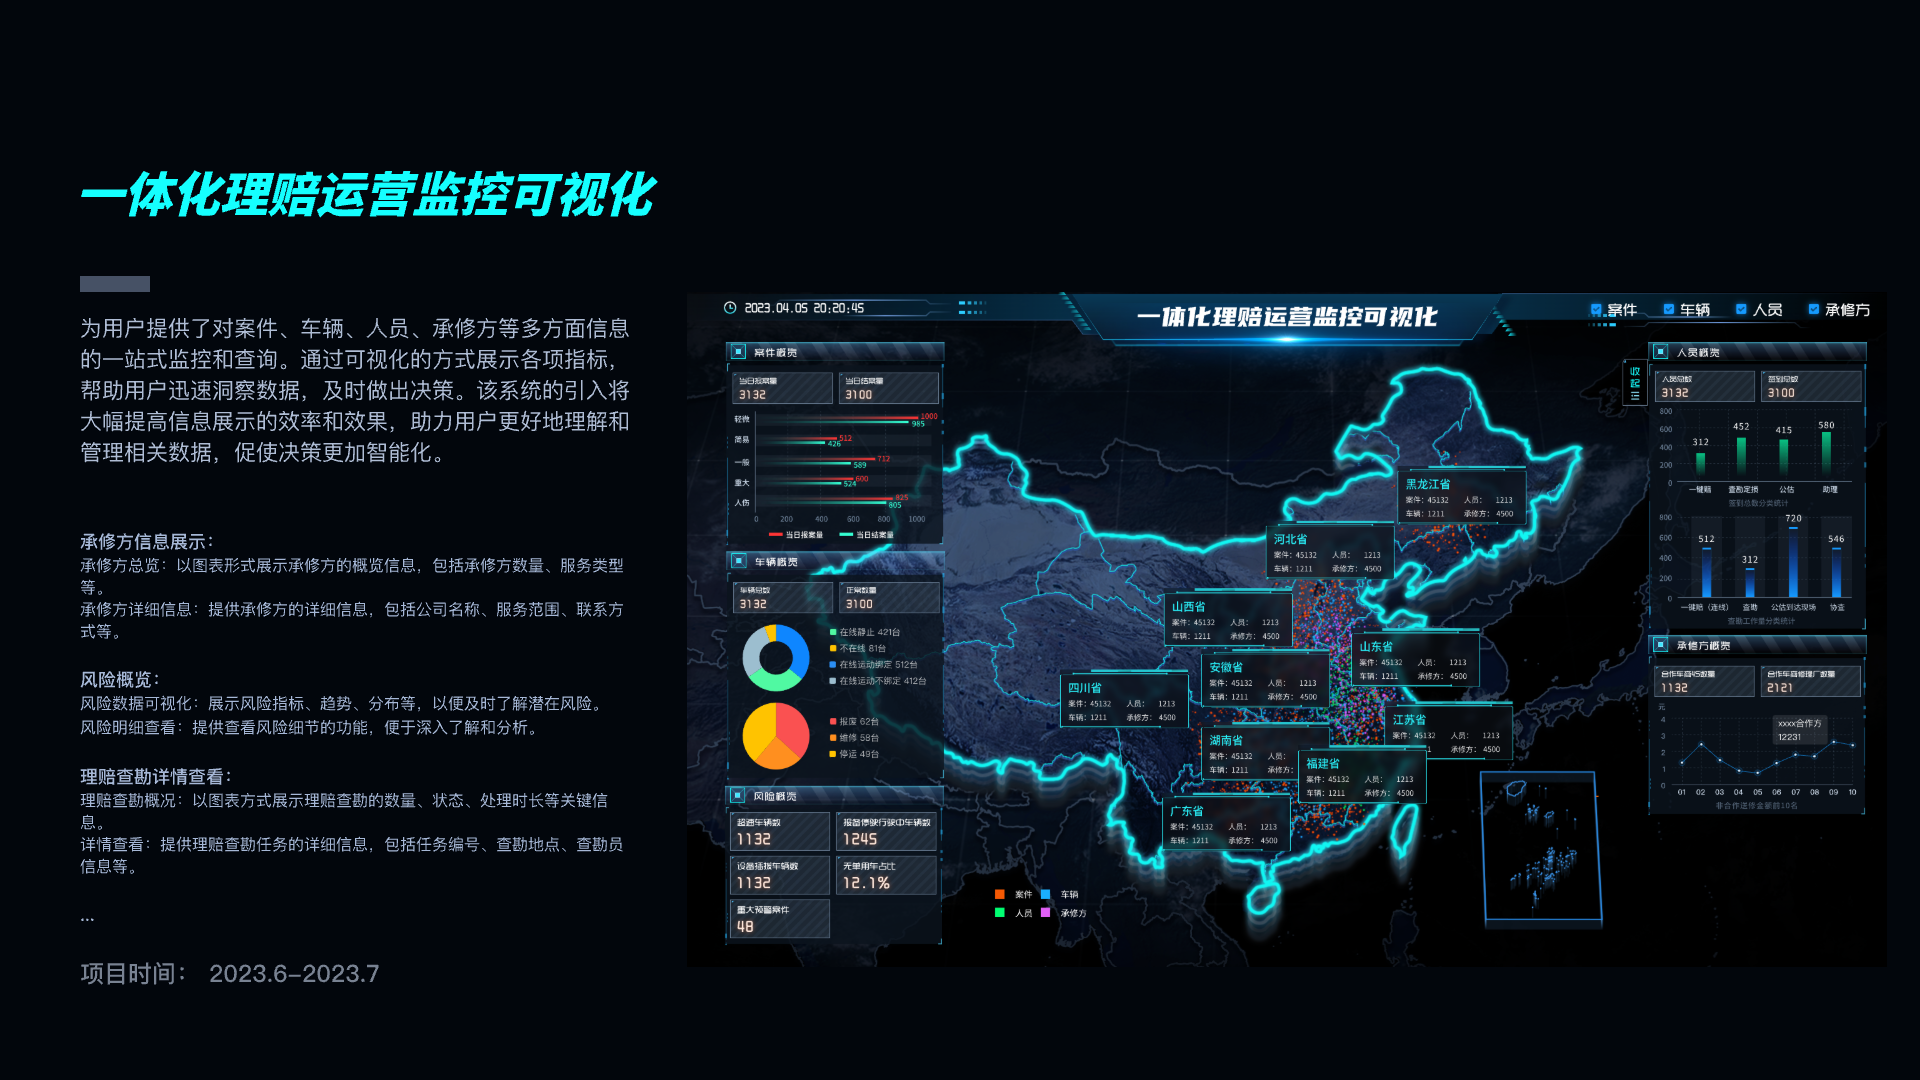 一体化理赔运营监控可视化
为用户提供了对案件、车辆、人员、承修方等多方面信息
的一站式监控和查询。通过可视化的方式展示各项指标，
帮助用户迅速洞察数据，及时做出决策。该系统的引入将
大幅提高信息展示的效率和效果，助力用户更好地理解和
管理相关数据，促使决策更加智能化。
承修方信息展示：
承修方总览：以图表形式展示承修方的概览信息，包括承修方数量、服务类型
等。
承修方详细信息：提供承修方的详细信息，包括公司名称、服务范围、联系方
式等。
风险概览：
风险数据可视化：展示风险指标、趋势、分布等，以便及时了解潜在风险。
风险明细查看：提供查看风险细节的功能，便于深入了解和分析。
理赔查勘详情查看：
理赔查勘概况：以图表方式展示理赔查勘的数量、状态、处理时长等关键信
息。
详情查看：提供理赔查勘任务的详细信息，包括任务编号、查勘地点、查勘员
信息等。
...
项目时间： 2023.6-2023.7
2023.04.05 20:20:45
一体化理赔运营监控可视化
案件 车辆 人员 承修方
案件概览
当日报案量 当日结案量
3132 3100
轻微 1000 985
简易 512 426
一般 712 589
重大 600 524
人伤 825 805
0 200 400 600 800 1000
当日报案量 当日结案量
车辆概览
车辆总数 正常数量
3132 3100
在线静止 421台
不在线 81台
在线运动绑定 512台
在线运动不绑定 412台
报废 62台
维修 58台
停运 49台
风险概览
超速车辆数 报备停驶行驶中车辆数
1132 1245
设备插拔车辆数 无单用车占比
1132 12.1%
重大预警案件
48
黑龙江省
案件：45132 人员： 1213
车辆：1211 承修方： 4500
河北省
案件：45132 人员： 1213
车辆：1211 承修方： 4500
山西省
案件：45132 人员： 1213
车辆：1211 承修方： 4500
山东省
案件：45132 人员： 1213
车辆：1211 承修方： 4500
安徽省
案件：45132 人员： 1213
车辆：1211 承修方： 4500
四川省
案件：45132 人员： 1213
车辆：1211 承修方： 4500
江苏省
案件：45132 人员： 1213
1 承修方： 4500
湖南省
案件：45132 人员：
车辆：1211 承修方：
福建省
案件：45132 人员： 1213
车辆：1211 承修方： 4500
广东省
案件：45132 人员： 1213
车辆：1211 承修方： 4500
案件 车辆
人员 承修方
收起
人员概览
人员总数 签到总数
3132 3100
800
600
400
200
0
312 452 415 580
一键赔 查勘定损 公估 助理
签到总数分类统计
800
600
400
200
0
512 312 720 546
一键赔（连线） 查勘 公估到达现场 协查
查勘工作量分类统计
承修方概览
合作车商4S数量 合作车商修理厂数量
1132 2121
元
4
3
2
1
0
xxxx合作方
12231
01 02 03 04 05 06 07 08 09 10
非合作送修金额前10名